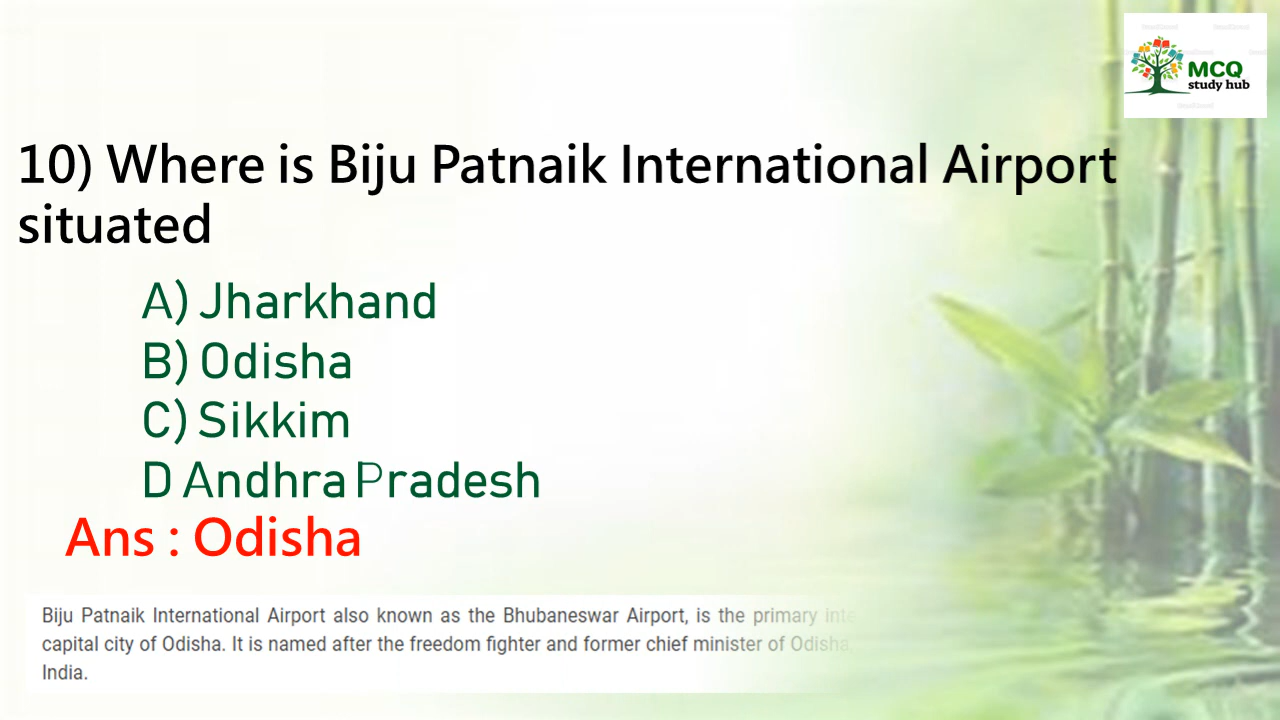 MCQ
study hub
10) Where is Biju Patnaik International Airport
situated
A) Jharkhand
B) Odisha
C) Sikkim
D Andhra Pradesh
Ans : Odisha
Biju Patnaik International Airport also known as the Bhubaneswar Airport, is the primary
capital city of Odisha. It is named after the freedom fighter and former chief minister of Odisha,
India.